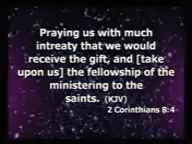 Praying us with much
intreaty that we would
receive the gift, and [take
upon us] the fellowship of the
ministering to the
saints. (KJV)
2 Corinthians 8:4